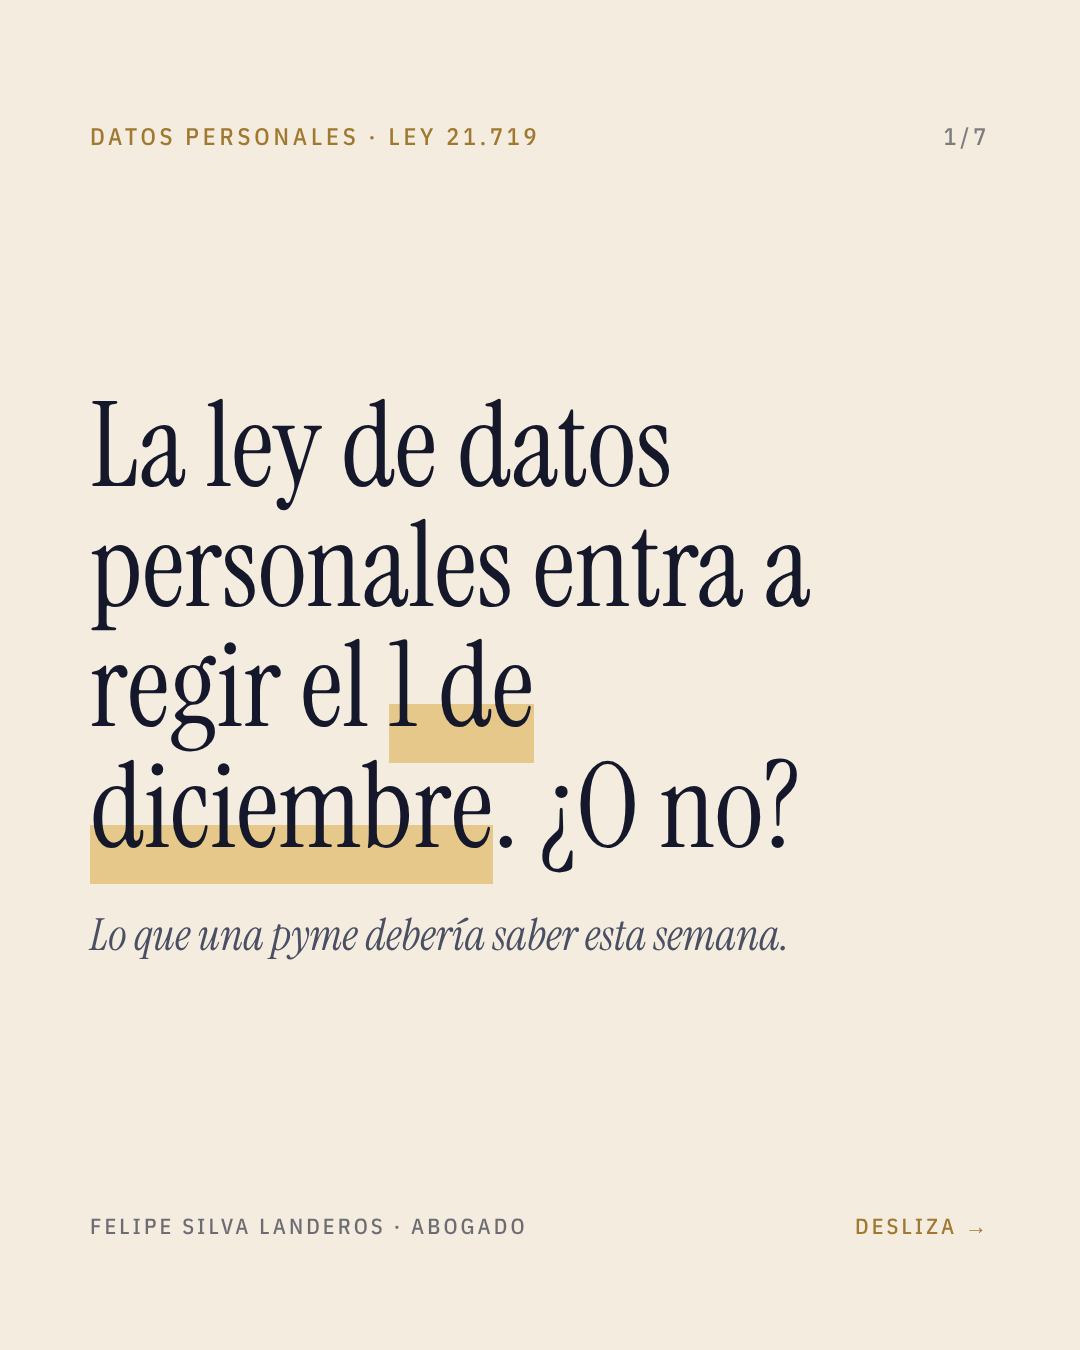 DATOS PERSONALES · LEY 21.719
1/7
La ley de datos
personales entra a
regir el 1 de
diciembre. ¿O no?
Lo que una pyme debería saber esta semana.
FELIPE SILVA LANDEROS · ABOGADO
DESLIZA →